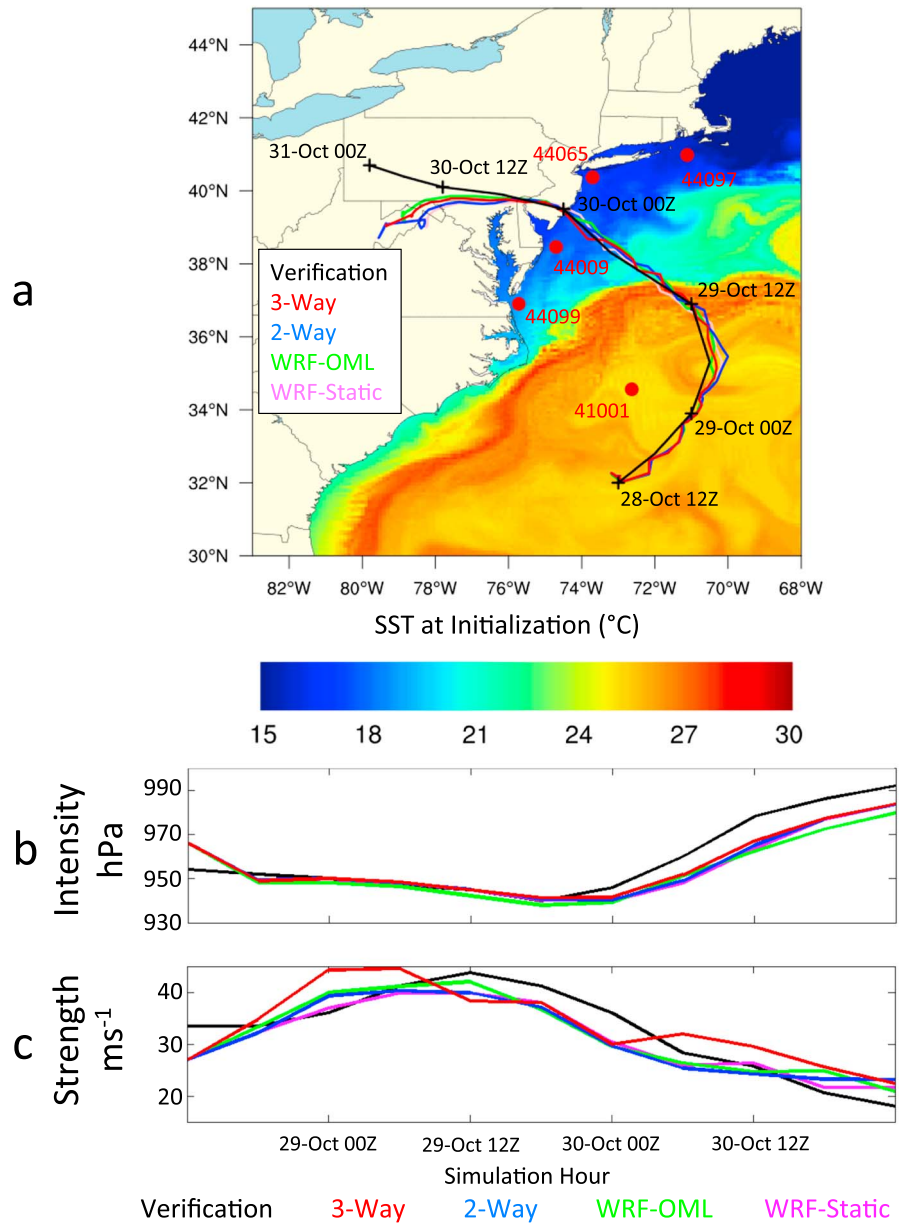 a
44°N
42°N
40°N
38°N
36°N
34°N
32°N
30°N
31-Oct 00Z
30-Oct 12Z
44065
44097
30-Oct 00Z
44009
29-Oct 12Z
44099
41001
29-Oct 00Z
28-Oct 12Z
Verification
3-Way
2-Way
WRF-OML
WRF-Static
82°W 80°W 78°W 76°W 74°W 72°W 70°W 68°W
SST at Initialization (°C)
15 18 21 24 27 30
b
Intensity
hPa
990
970
950
930
c
Strength
ms-1
40
30
20
29-Oct 00Z 29-Oct 12Z 30-Oct 00Z 30-Oct 12Z
Simulation Hour
Verification 3-Way 2-Way WRF-OML WRF-Static